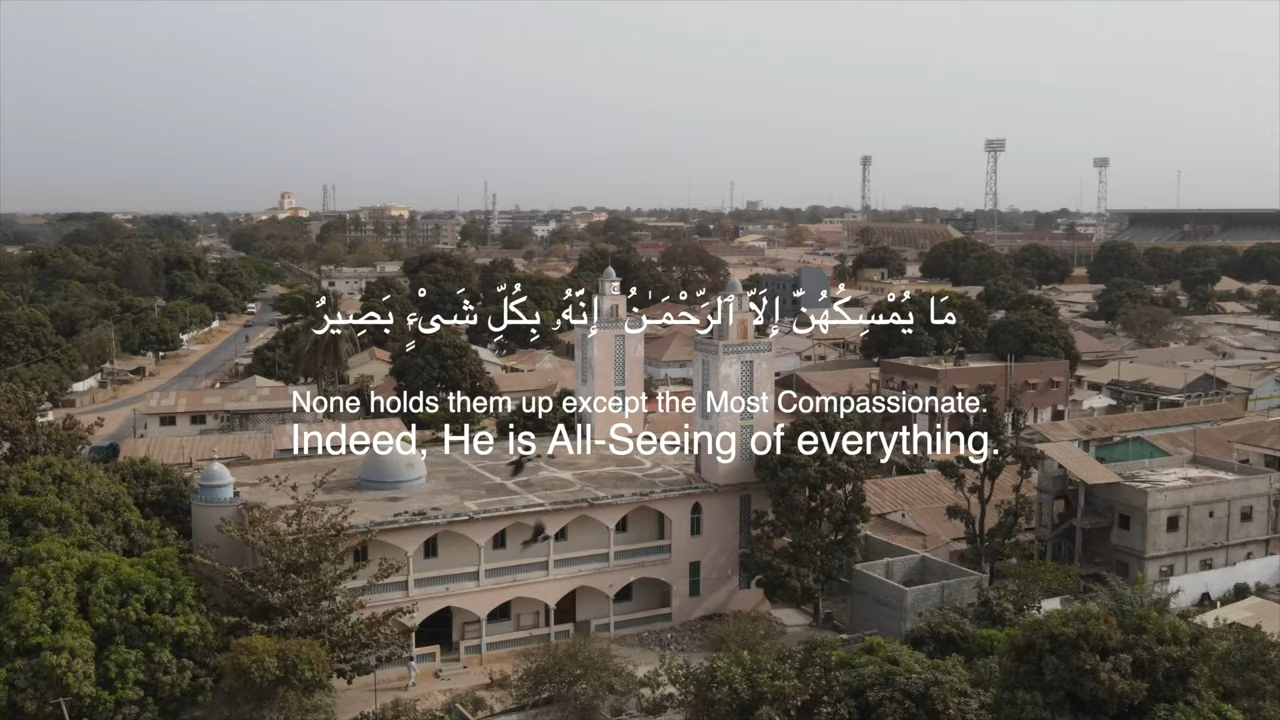 مَا يُمْسِكُهُنَّ إِلَّا ٱلرَّحْمَـٰنُ ۚ إِنَّهُۥ بِكُلِّ شَىْءٍۭ بَصِيرٌ
None holds them up except the Most Compassionate.
Indeed, He is All-Seeing of everything.